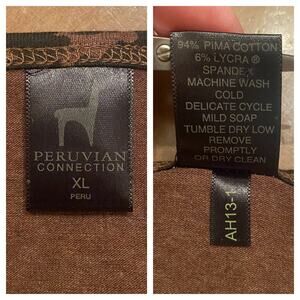 PERUVIAN
CONNECTION
XL
PERU
94% PIMA COTTON
6% LYCRA®
SPANDEX
MACHINE WASH
COLD
DELICATE CYCLE
MILD SOAP
TUMBLE DRY LOW
REMOVE
PROMPTLY
OR DRY CLEAN
AH13-1